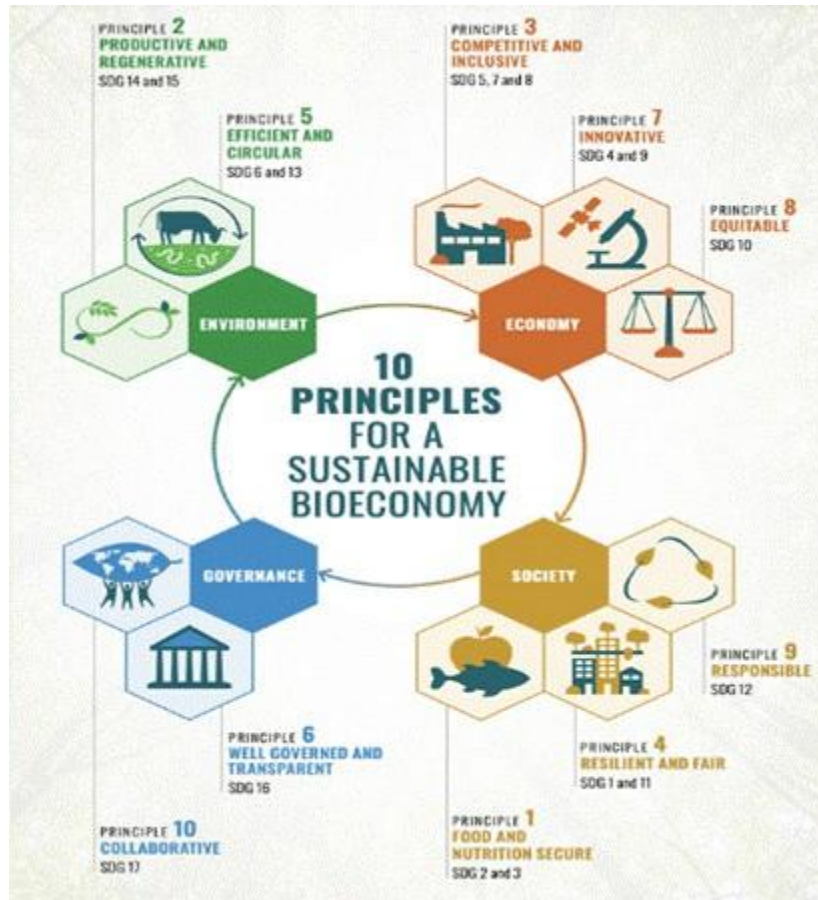 PRINCIPLE 2
PRODUCTIVE AND
REGENERATIVE
SDG 14 and 15
PRINCIPLE 3
COMPETITIVE AND
INCLUSIVE
SDG 5, 7 and 8
PRINCIPLE 5
EFFICIENT AND
CIRCULAR
SDG 6 and 13
PRINCIPLE 7
INNOVATIVE
SDG 4 and 9
PRINCIPLE 8
EQUITABLE
SDG 10
ENVIRONMENT
ECONOMY
10
PRINCIPLES
FOR A
SUSTAINABLE
BIOECONOMY
GOVERNANCE
SOCIETY
PRINCIPLE 9
RESPONSIBLE
SDG 12
PRINCIPLE 6
WELL GOVERNED AND
TRANSPARENT
SDG 16
PRINCIPLE 4
RESILIENT AND FAIR
SDG 1 and 11
PRINCIPLE 10
COLLABORATIVE
SDG 17
PRINCIPLE 1
FOOD AND
NUTRITION SECURE
SDG 2 and 3